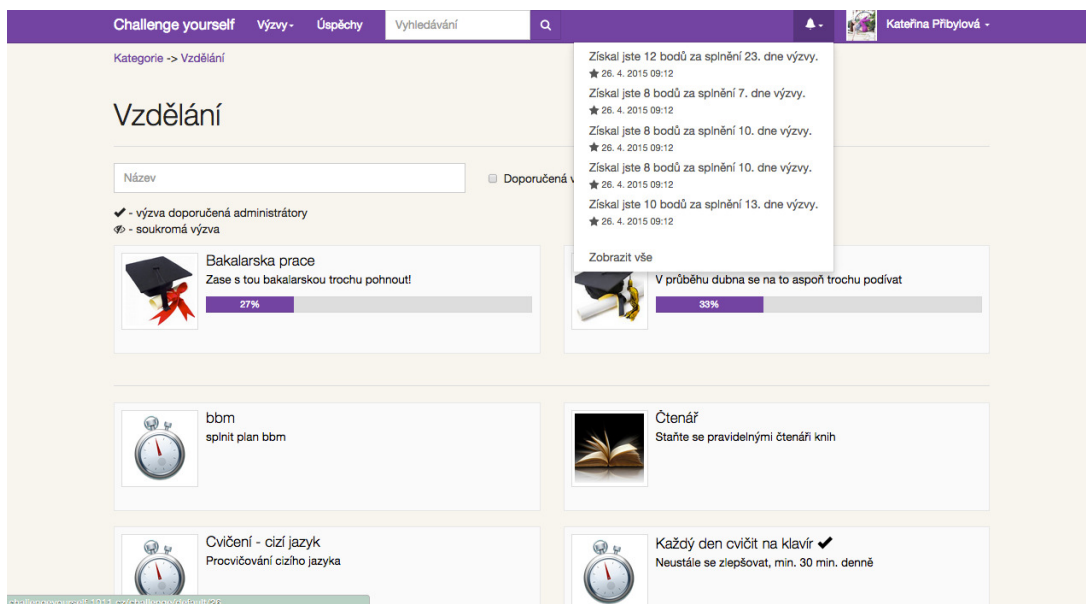 Challenge yourself Výzvy Úspěchy Vyhledávání Kateřina Přibylová
Kategorie -> Vzdělání
Získal jste 12 bodů za splnění 23. dne výzvy.
26. 4. 2015 09:12
Získal jste 8 bodů za splnění 7. dne výzvy.
26. 4. 2015 09:12
Získal jste 8 bodů za splnění 10. dne výzvy.
26. 4. 2015 09:12
Získal jste 8 bodů za splnění 10. dne výzvy.
26. 4. 2015 09:12
Získal jste 10 bodů za splnění 13. dne výzvy.
26. 4. 2015 09:12
Zobrazit vše
Vzdělání
Název
Doporučená v
✔ - výzva doporučená administrátory
- soukromá výzva
Bakalarska prace
Zase s tou bakalarskou trochu pohnout!
27%
V průběhu dubna se na to aspoň trochu podívat
33%
bbm
splnit plan bbm
Čtenář
Staňte se pravidelnými čtenáři knih
Cvičení - cizí jazyk
Procvičování cizího jazyka
Každý den cvičit na klavír ✔
Neustále se zlepšovat, min. 30 min. denně